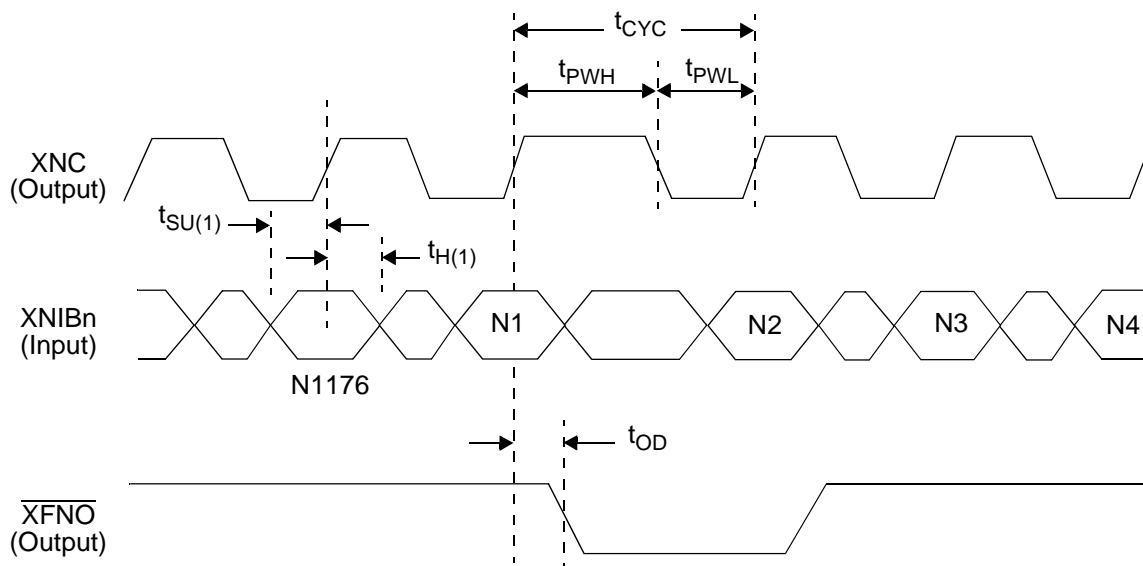 tCYC
tPWH
tPWL
XNC
(Output)
tSU(1)
tH(1)
XNIBn
(Input)
N1
N2
N3
N4
N1176
tOD
XFNO
(Output)